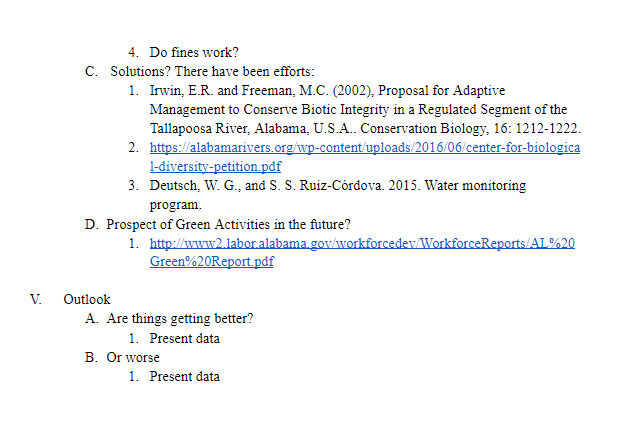 4. Do fines work?
C. Solutions? There have been efforts:
1. Irwin, E.R. and Freeman, M.C. (2002), Proposal for Adaptive
Management to Conserve Biotic Integrity in a Regulated Segment of the
Tallapoosa River, Alabama, U.S.A.. Conservation Biology, 16: 1212-1222.
2. https://alabamarivers.org/wp-content/uploads/2016/06/center-for-biologica
l-diversity-petition.pdf
3. Deutsch, W. G., and S. S. Ruiz-Córdova. 2015. Water monitoring
program.
D. Prospect of Green Activities in the future?
1. http://www2.labor.alabama.gov/workforcedev/WorkforceReports/AL%20
Green%20Report.pdf
V. Outlook
A. Are things getting better?
1. Present data
B. Or worse
1. Present data